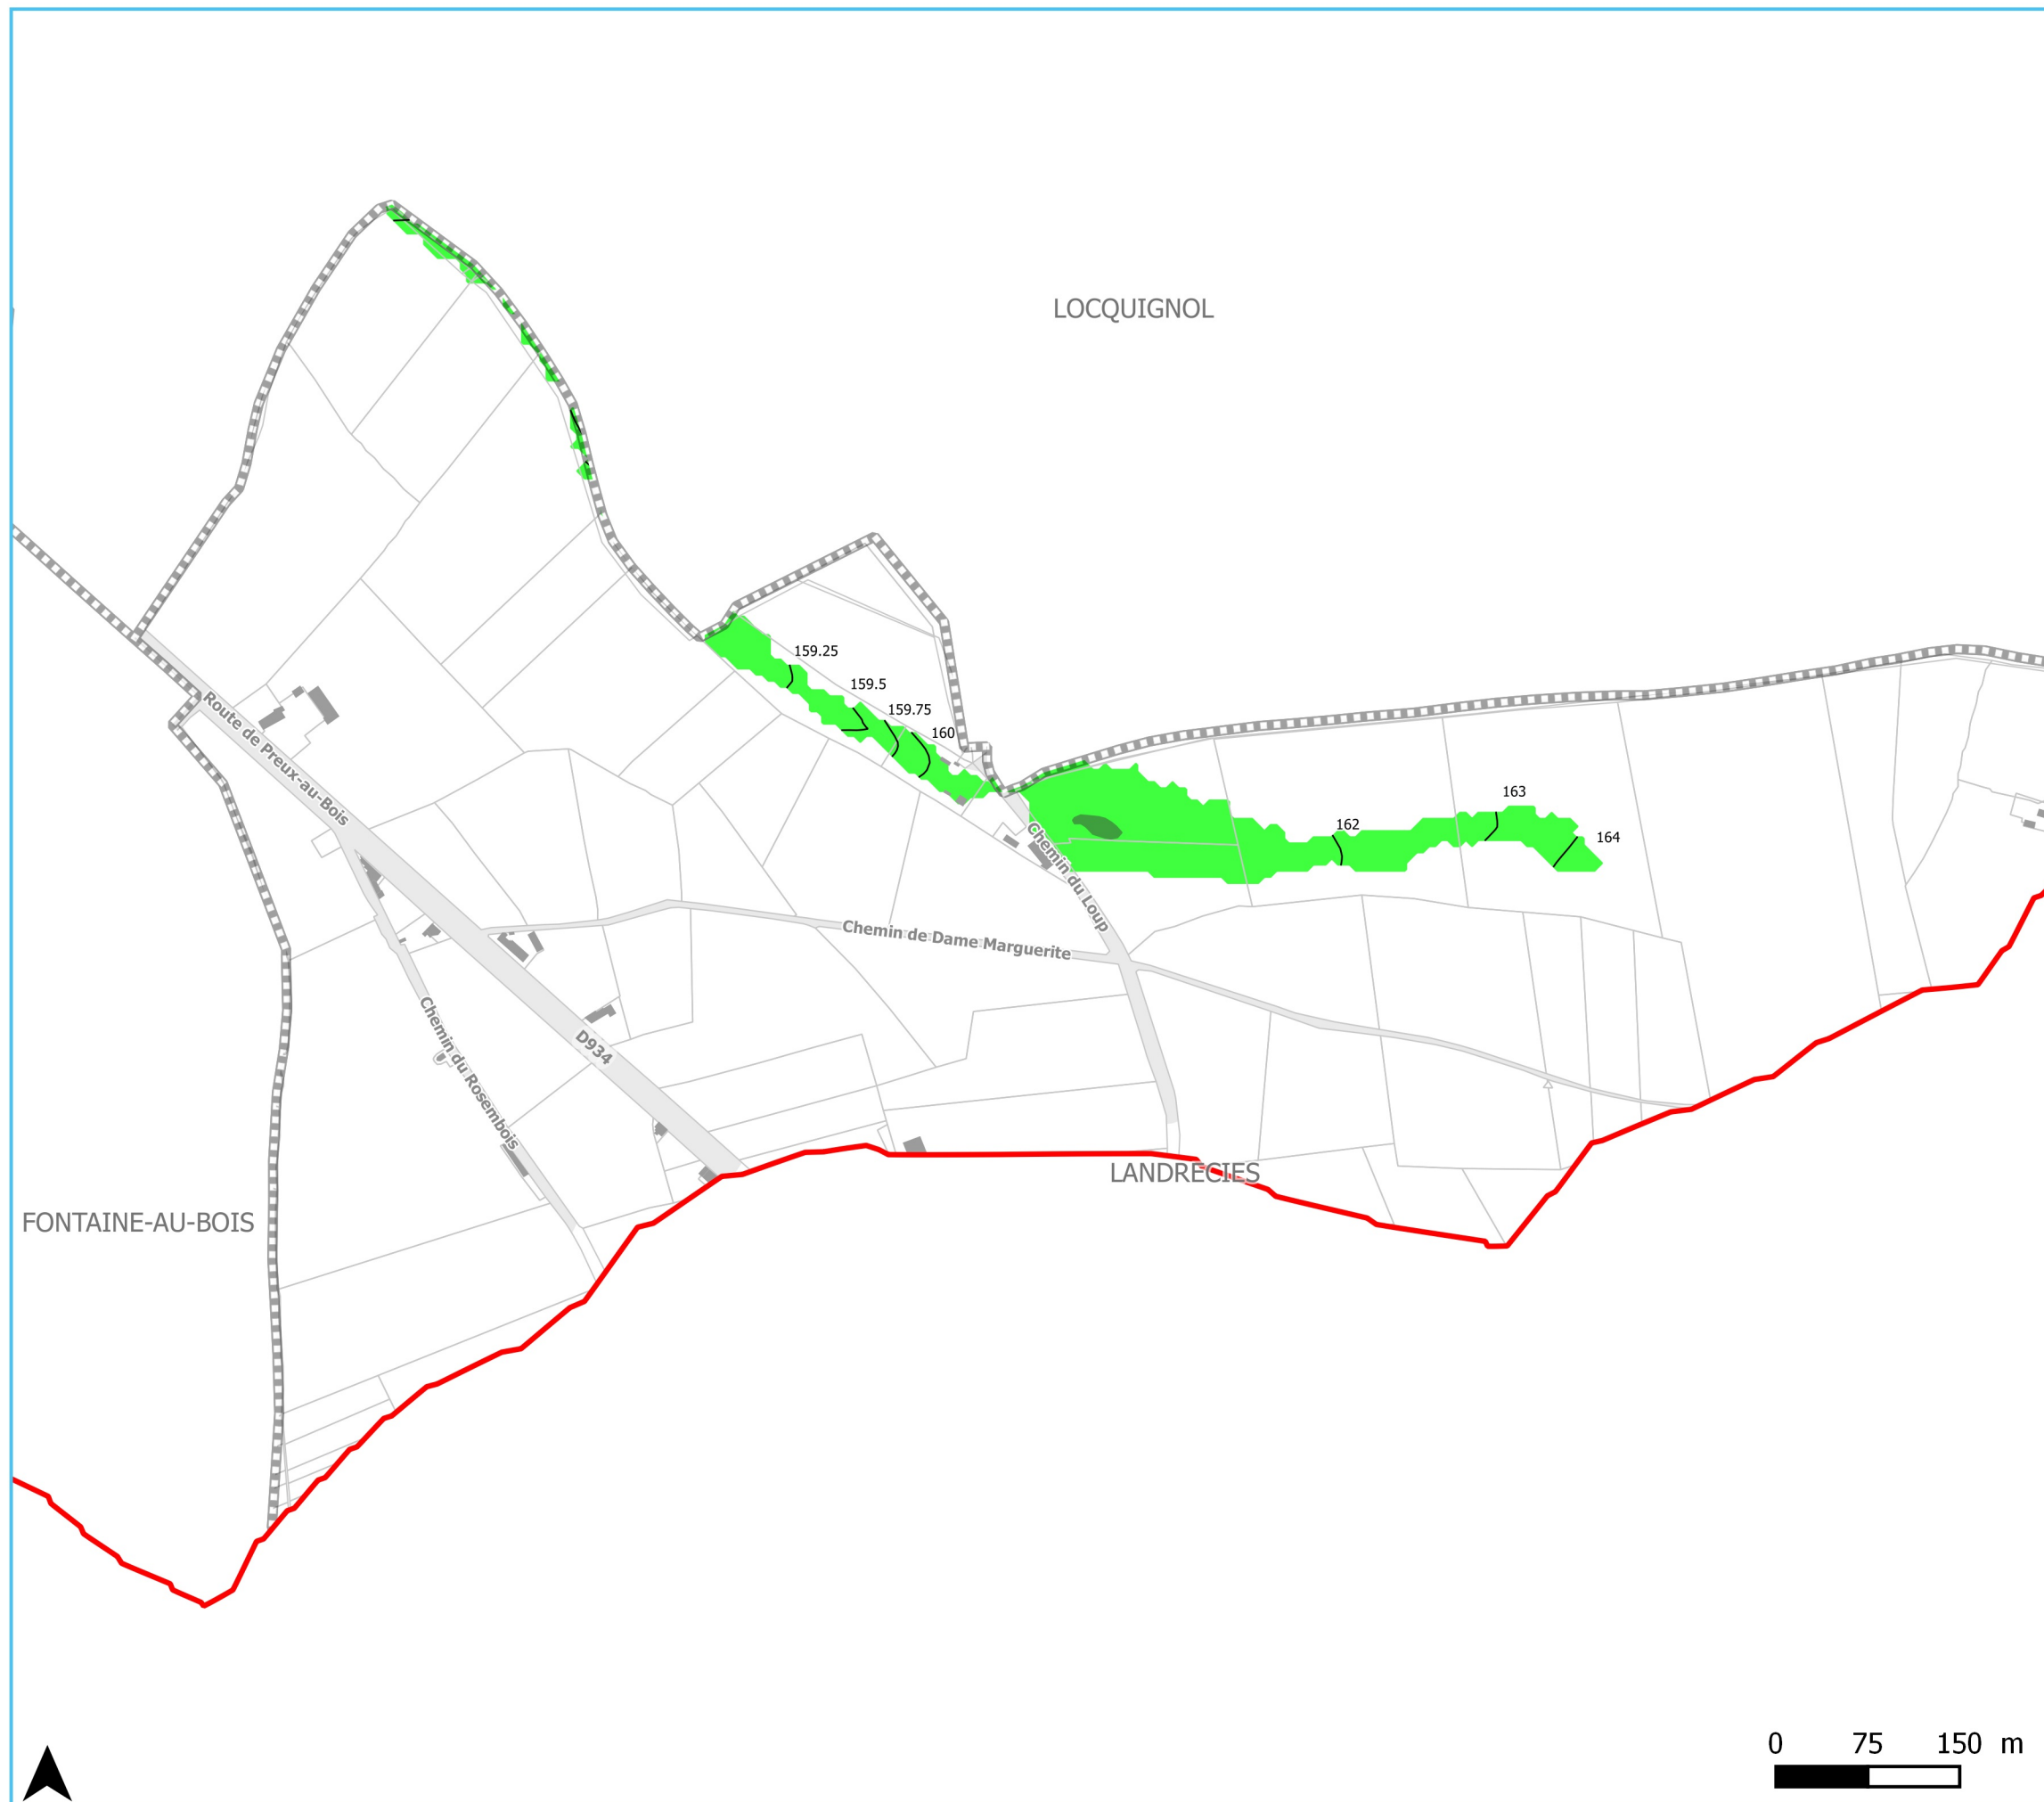 LOCQUIGNOL
159.25
159.5
159.75
160
Route de Preux-au-Bois
163
162
164
Chemin du Loup
Chemin de Dame Marguerite
Chemin du Rosembois
D934
LANDRECIES
FONTAINE-AU-BOIS
0 75 150 m